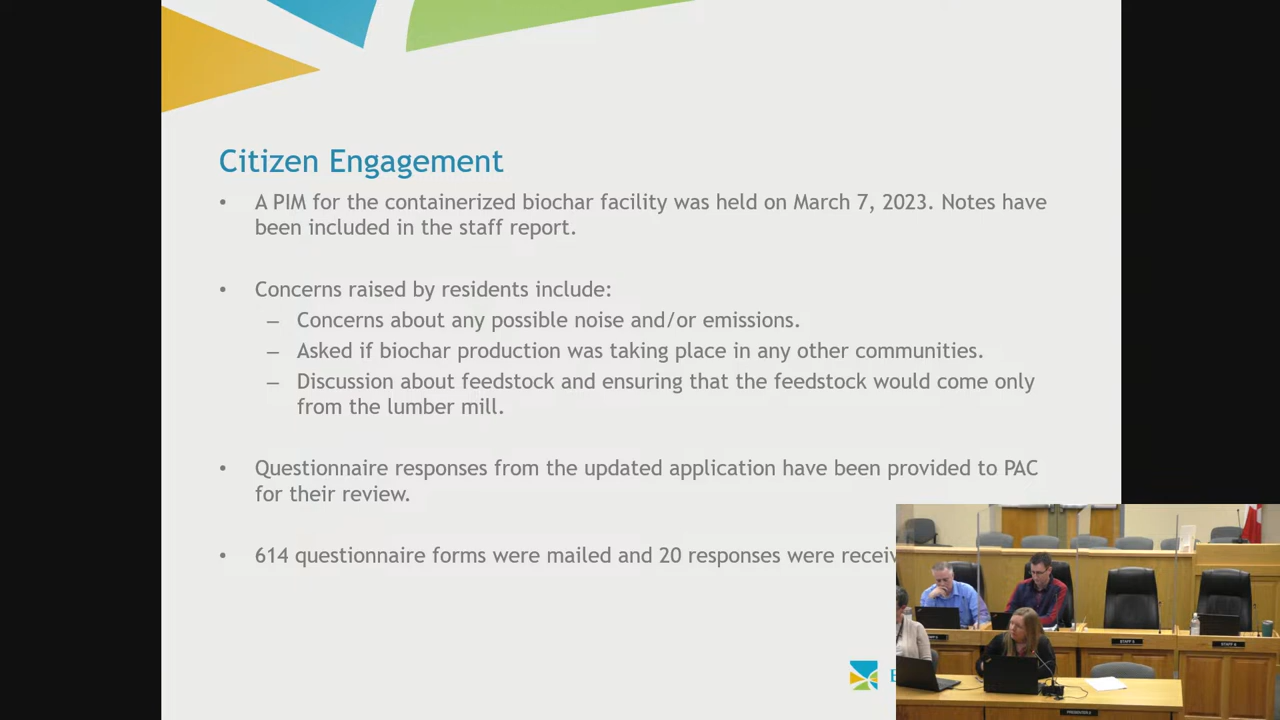 Citizen Engagement
• A PIM for the containerized biochar facility was held on March 7, 2023. Notes have
been included in the staff report.
• Concerns raised by residents include:
– Concerns about any possible noise and/or emissions.
– Asked if biochar production was taking place in any other communities.
– Discussion about feedstock and ensuring that the feedstock would come only
from the lumber mill.
• Questionnaire responses from the updated application have been provided to PAC
for their review.
• 614 questionnaire forms were mailed and 20 responses were